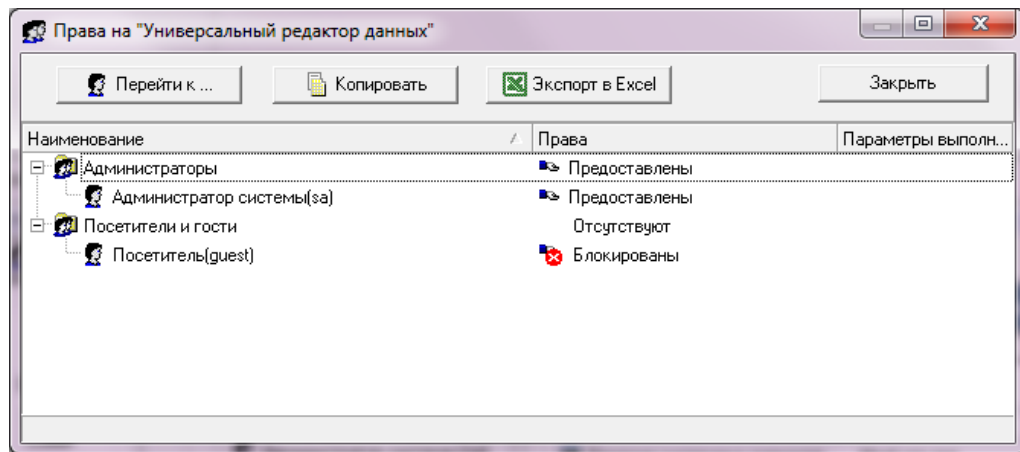 Права на "Универсальный редактор данных"
Перейти к ... Копировать Экспорт в Excel Закрыть
Наименование Права Параметры выполн...
Администраторы Предоставлены
Администратор системы(sa) Предоставлены
Посетители и гости Отсутствуют
Посетитель(guest) Блокированы